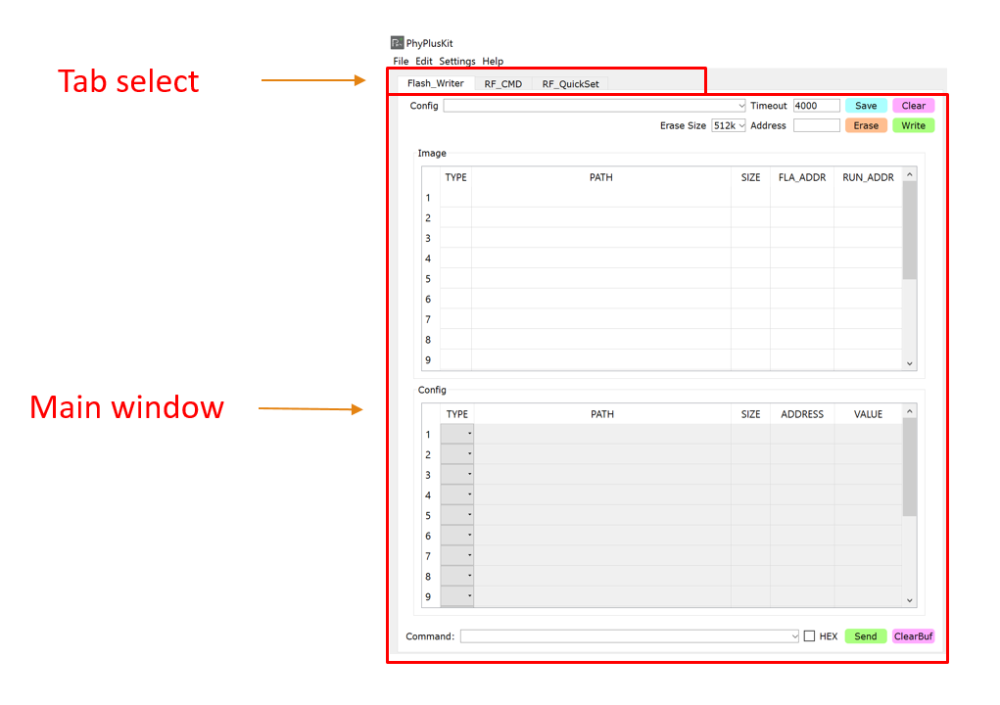 PhyPlusKit
File Edit Settings Help
Tab select
Flash_Writer RF_CMD RF_QuickSet
Config Timeout 4000 Save Clear
Erase Size 512k Address Erase Write
Image
TYPE PATH SIZE FLA_ADDR RUN_ADDR
1
2
3
4
5
6
7
8
9
Main window
Config
TYPE PATH SIZE ADDRESS VALUE
1
2
3
4
5
6
7
8
9
Command: HEX Send ClearBuf